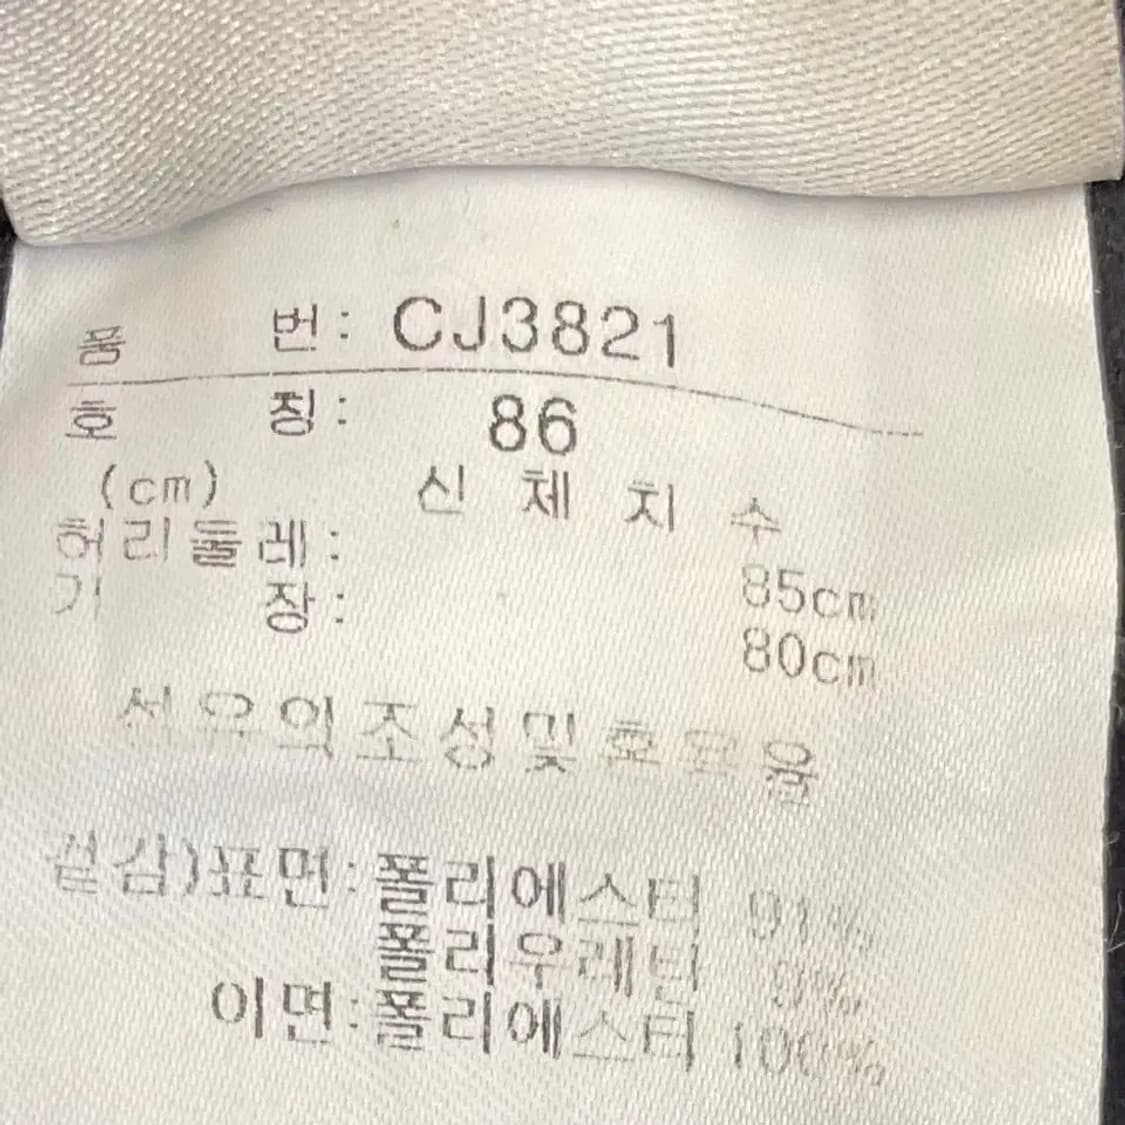 품 번: CJ3821
호 칭: 86
(cm) 신 체 치 수
허리둘레: 85cm
기 장: 80cm
섬유의조성및혼용율
겉감)표면:폴리에스터 91%
폴리우레탄 9%
이면:폴리에스터 100%